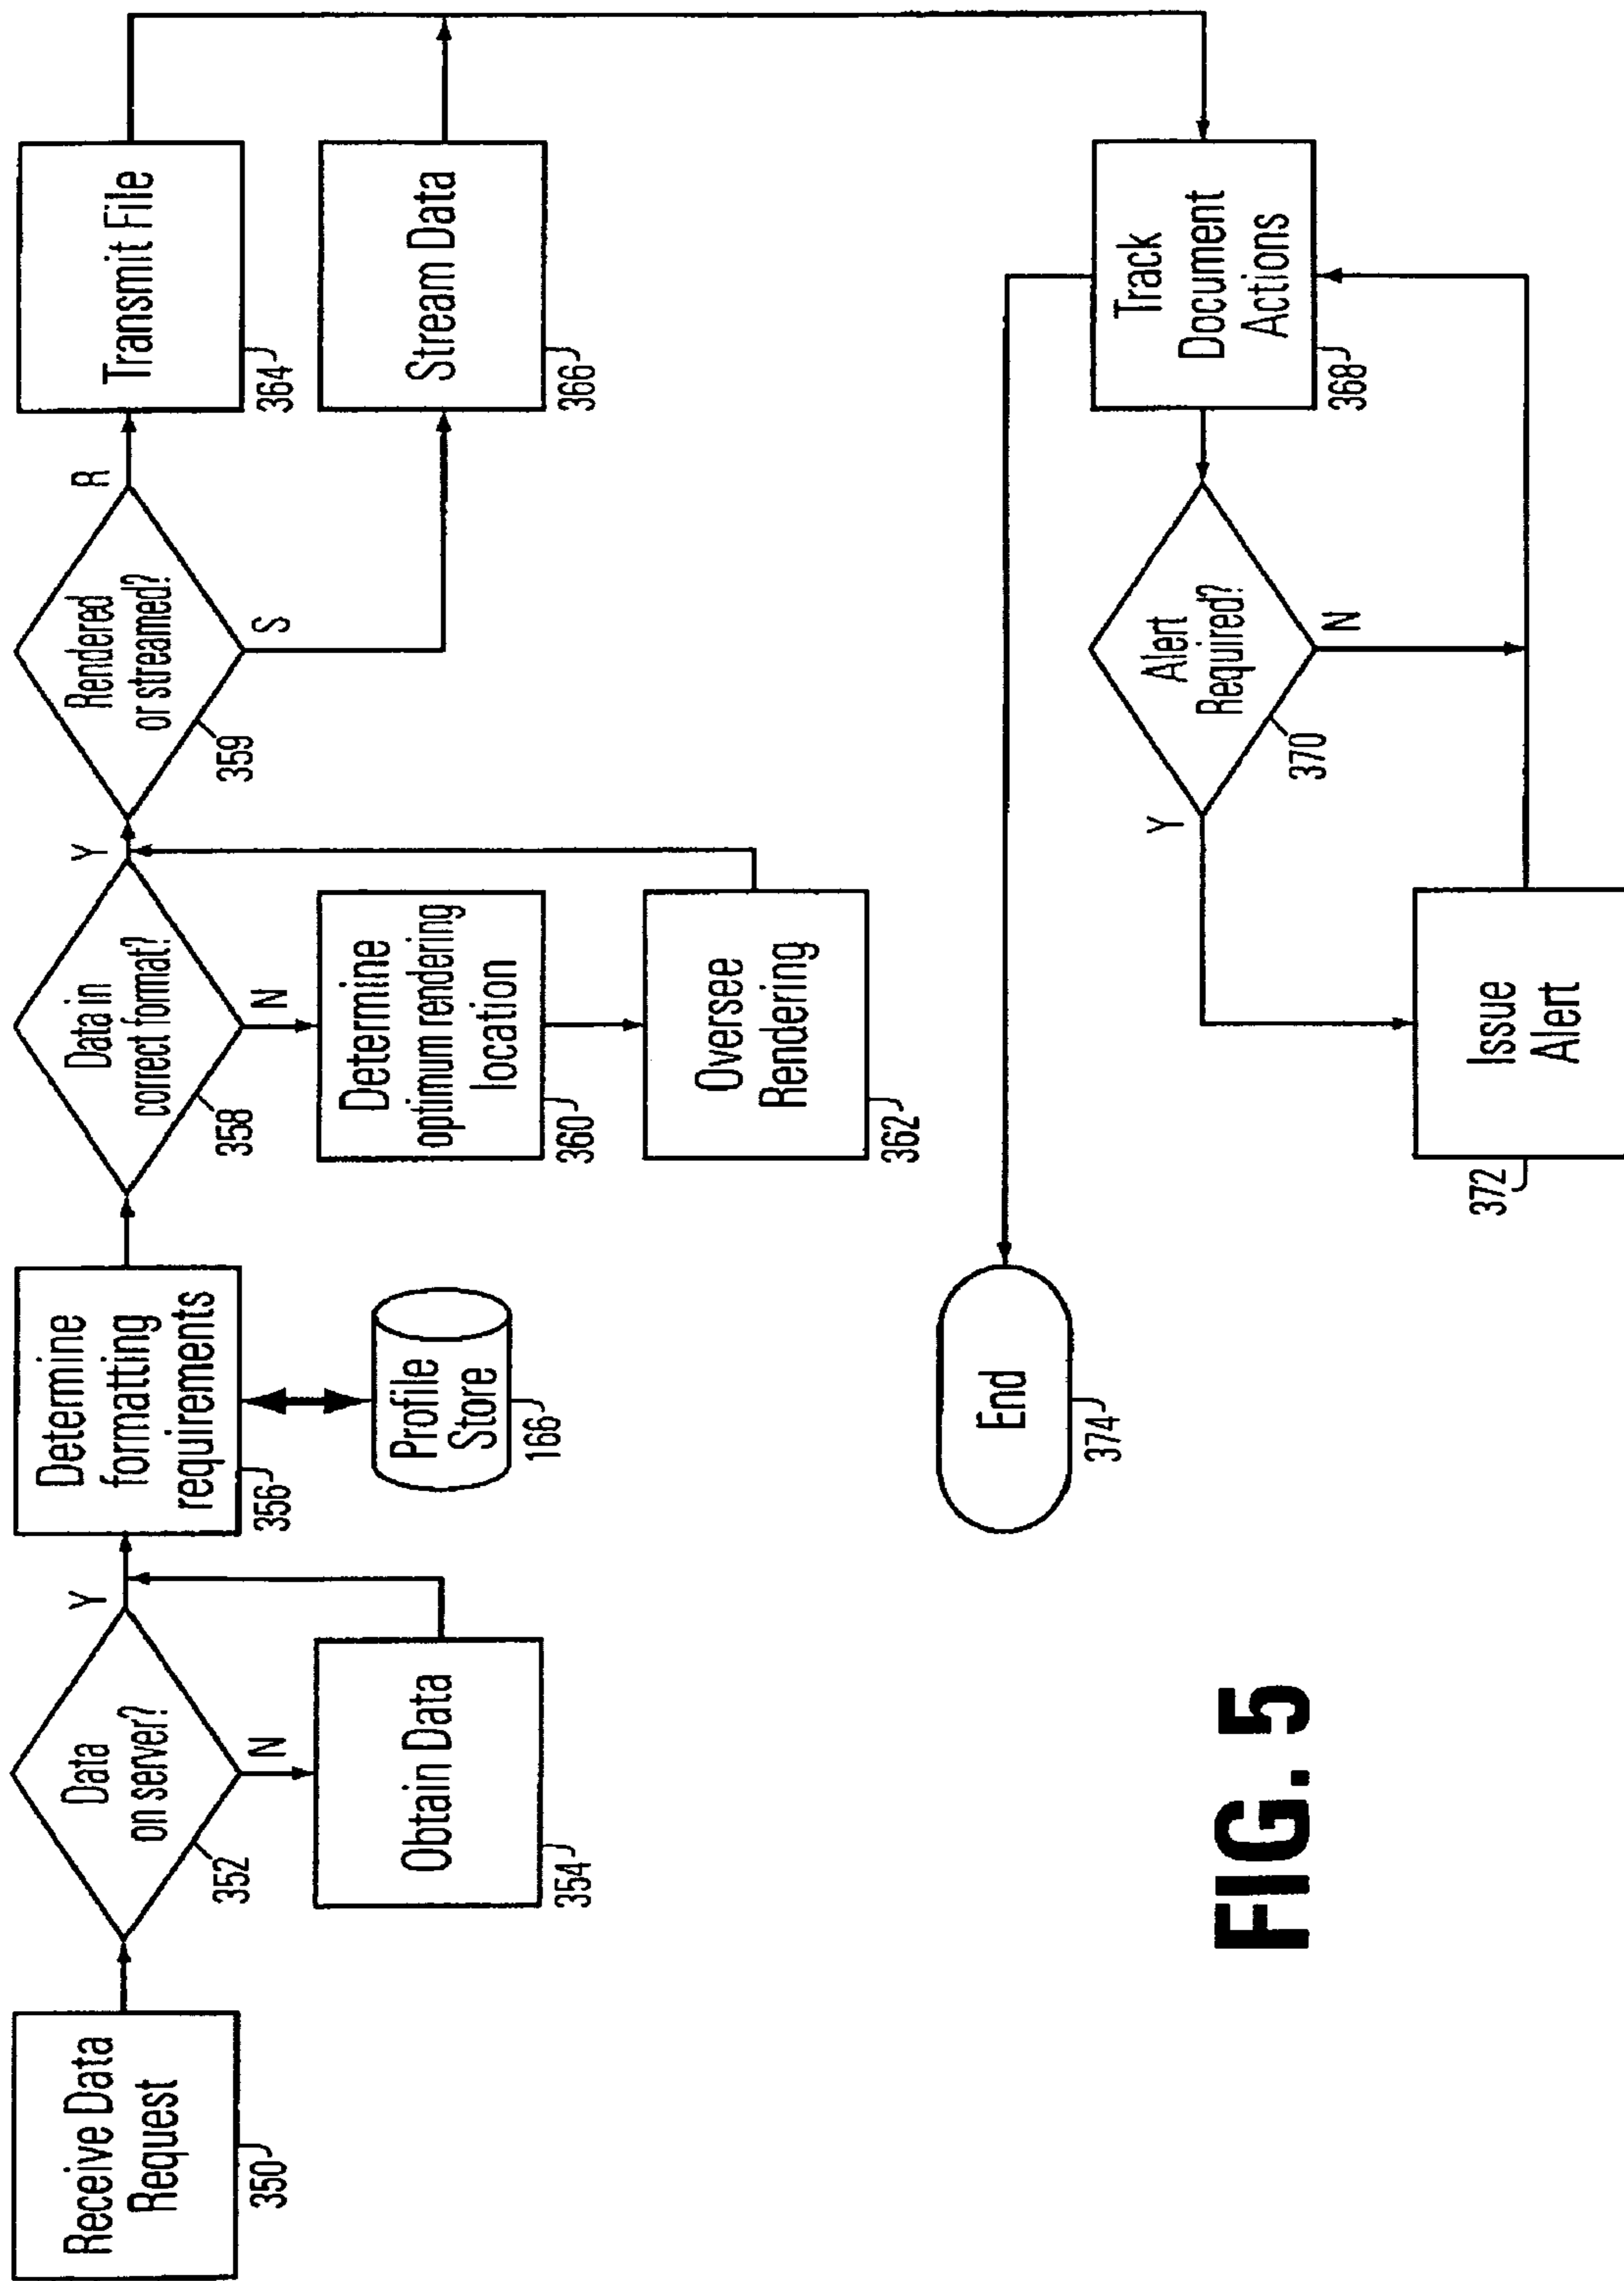 Receive Data
Request
350
Data
on server?
352
Y
N
Obtain Data
354
Determine
formatting
requirements
356
Profile
Store
166
Data in
correct format?
358
Y
N
Determine
optimum rendering
location
360
Oversee
Rendering
362
Rendered
or streamed?
359
R
S
Transmit File
364
Stream Data
366
Track
Document
Actions
368
Alert
Required?
370
Y
N
Issue
Alert
372
End
374
FIG. 5